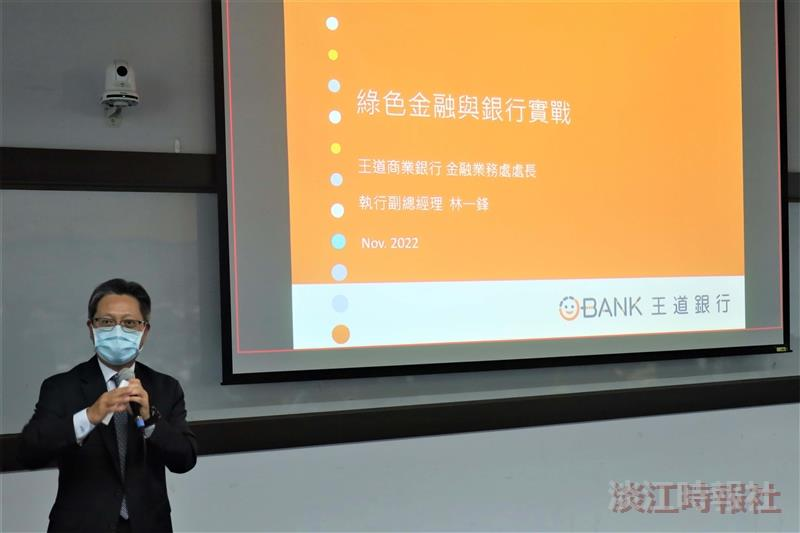 綠色金融與銀行實戰
王道商業銀行 金融業務處處長
執行副總經理 林一鋒
Nov. 2022
BANK 王道銀行
淡江時報社